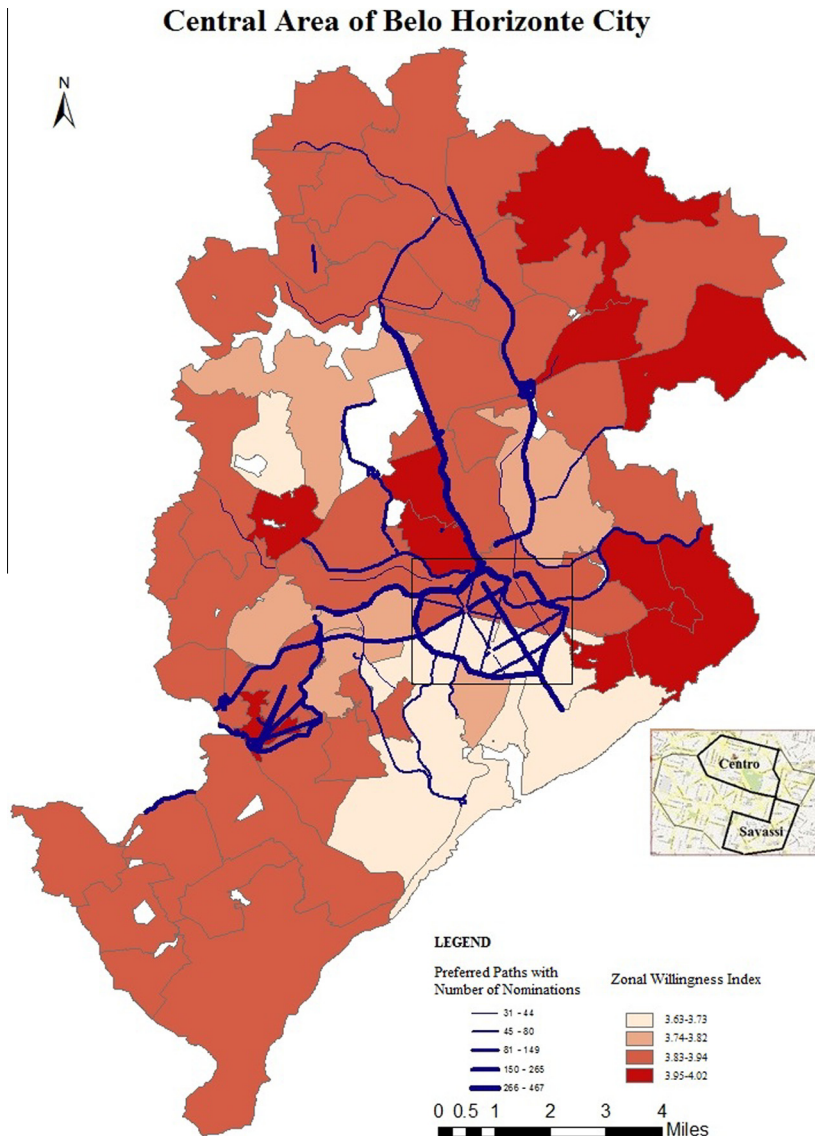 Central Area of Belo Horizonte City
N
Centro
Savassi
LEGEND
Preferred Paths with
Number of Nominations
31 - 44
45 - 80
81 - 149
150 - 265
266 - 467
Zonal Willingness Index
3.63-3.73
3.74-3.82
3.83-3.94
3.95-4.02
0 0.5 1 2 3 4
Miles